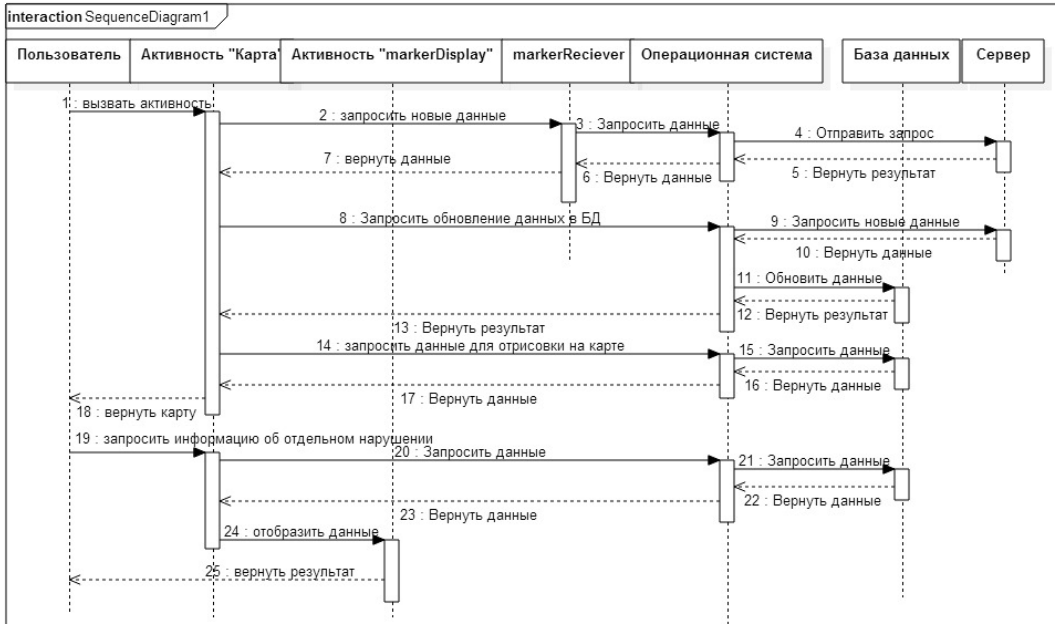 interaction SequenceDiagram1
Пользователь
Активность "Карта"
Активность "markerDisplay"
markerReciever
Операционная система
База данных
Сервер
1 : вызвать активность
2 : запросить новые данные
3 : Запросить данные
4 : Отправить запрос
5 : Вернуть результат
6 : Вернуть данные
7 : вернуть данные
8 : Запросить обновление данных в БД
9 : Запросить новые данные
10 : Вернуть данные
11 : Обновить данные
12 : Вернуть результат
13 : Вернуть результат
14 : запросить данные для отрисовки на карте
15 : Запросить данные
16 : Вернуть данные
17 : Вернуть данные
18 : вернуть карту
19 : запросить информацию об отдельном нарушении
20 : Запросить данные
21 : Запросить данные
22 : Вернуть данные
23 : Вернуть данные
24 : отобразить данные
25 : вернуть результат